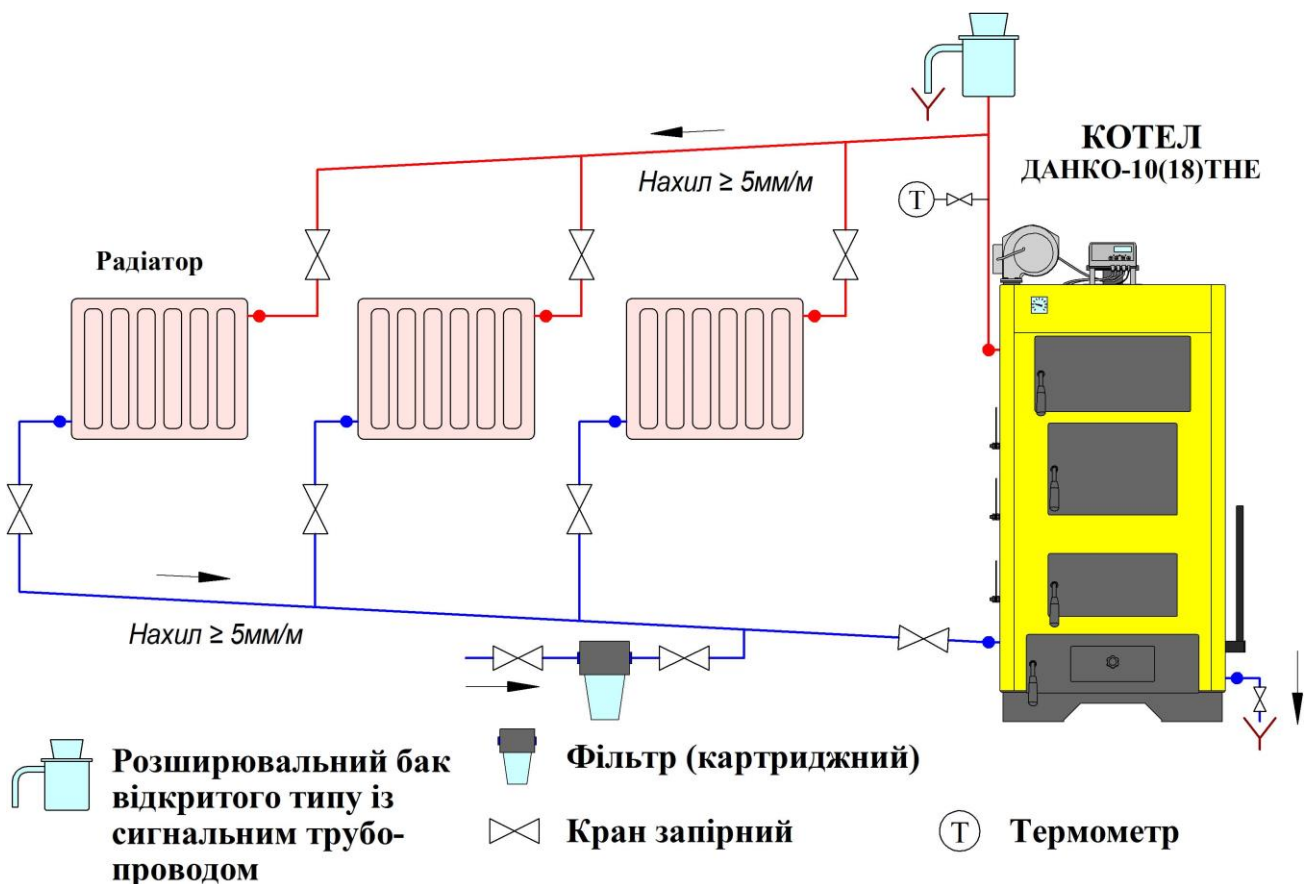 КОТЕЛ
ДАНКО-10(18)ТНЕ
Нахил ≥ 5мм/м
T
Радіатор
Нахил ≥ 5мм/м
Розширювальний бак
відкритого типу із
сигнальним трубо-
проводом
Фільтр (картриджний)
Кран запірний
T
Термометр